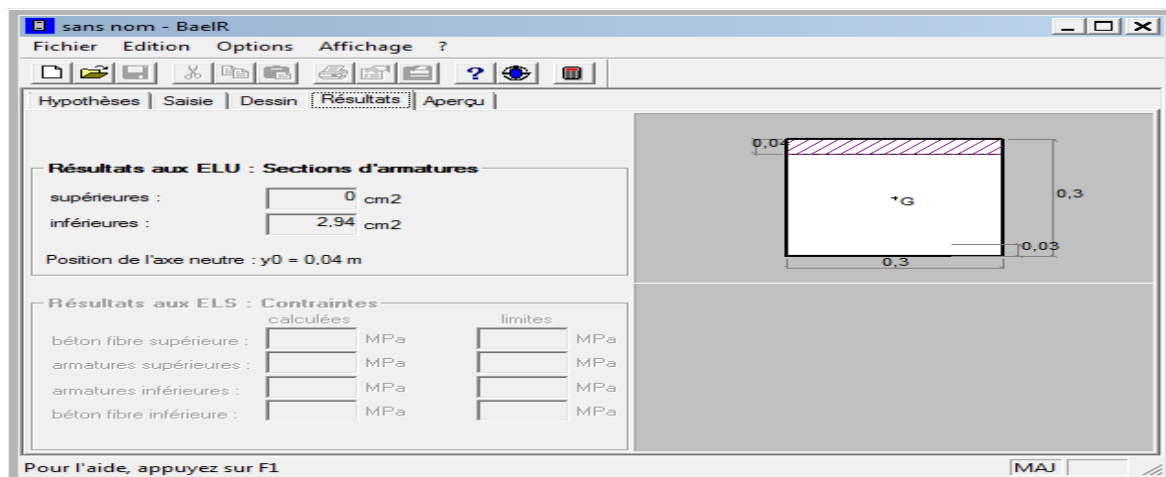 sans nom - BaelR
Fichier Edition Options Affichage ?
Hypothèses Saisie Dessin Résultats Aperçu
Résultats aux ELU : Sections d'armatures
supérieures : 0 cm2
inférieures : 2,94 cm2
Position de l'axe neutre : y0 = 0,04 m
Résultats aux ELS : Contraintes
calculées limites
béton fibre supérieure : MPa MPa
armatures supérieures : MPa MPa
armatures inférieures : MPa MPa
béton fibre inférieure : MPa MPa
0,04
G
0,3
0,03
0,3
Pour l'aide, appuyez sur F1
MAJ